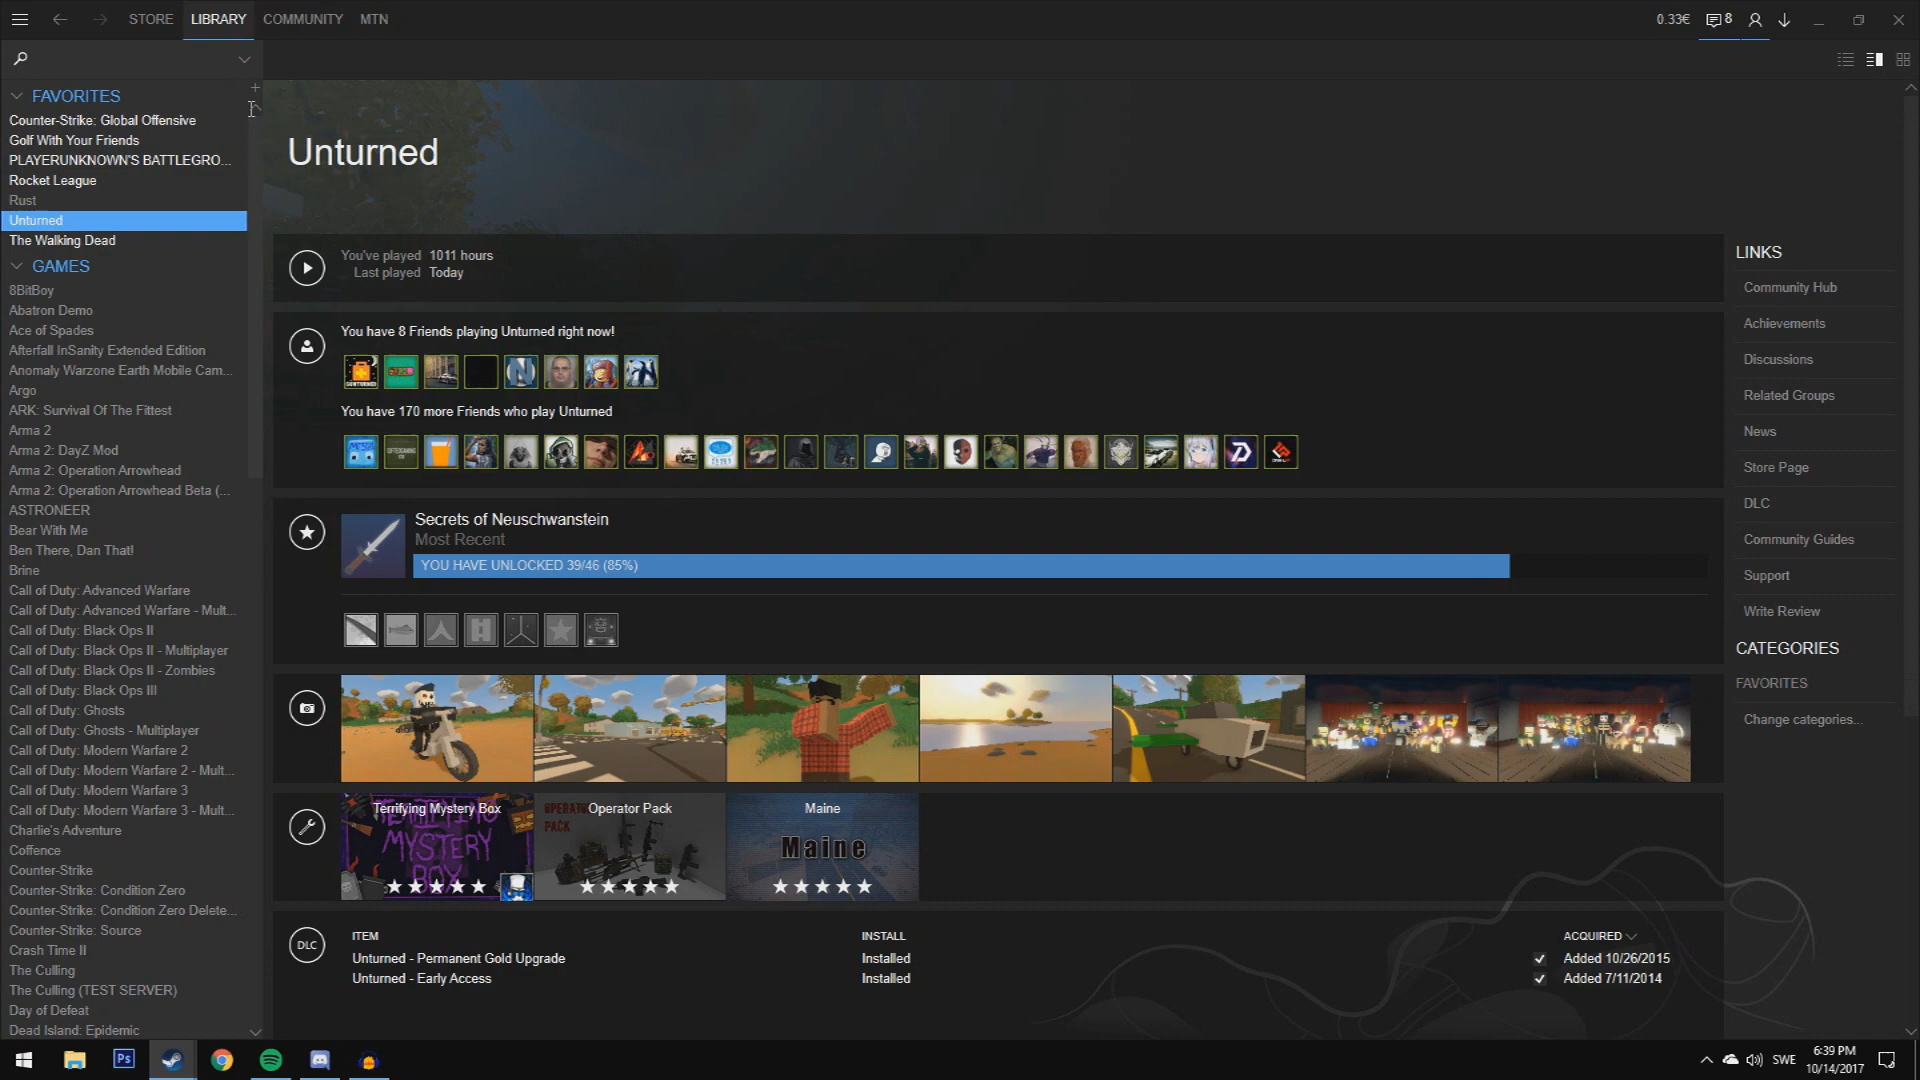 STORE LIBRARY COMMUNITY MTN
0.33€ 8
FAVORITES
Counter-Strike: Global Offensive
Golf With Your Friends
PLAYERUNKNOWN'S BATTLEGRO...
Rocket League
Rust
Unturned
The Walking Dead
GAMES
8BitBoy
Abatron Demo
Ace of Spades
Afterfall InSanity Extended Edition
Anomaly Warzone Earth Mobile Cam...
Argo
ARK: Survival Of The Fittest
Arma 2
Arma 2: DayZ Mod
Arma 2: Operation Arrowhead
Arma 2: Operation Arrowhead Beta (...
ASTRONEER
Bear With Me
Ben There, Dan That!
Brine
Call of Duty: Advanced Warfare
Call of Duty: Advanced Warfare - Mult...
Call of Duty: Black Ops II
Call of Duty: Black Ops II - Multiplayer
Call of Duty: Black Ops II - Zombies
Call of Duty: Black Ops III
Call of Duty: Ghosts
Call of Duty: Ghosts - Multiplayer
Call of Duty: Modern Warfare 2
Call of Duty: Modern Warfare 2 - Mult...
Call of Duty: Modern Warfare 3
Call of Duty: Modern Warfare 3 - Mult...
Charlie's Adventure
Coffence
Counter-Strike
Counter-Strike: Condition Zero
Counter-Strike: Condition Zero Delete...
Counter-Strike: Source
Crash Time II
The Culling
The Culling (TEST SERVER)
Day of Defeat
Dead Island: Epidemic
Unturned
You've played 1011 hours
Last played Today
You have 8 Friends playing Unturned right now!
You have 170 more Friends who play Unturned
Secrets of Neuschwanstein
Most Recent
YOU HAVE UNLOCKED 39/46 (85%)
Terrifying Mystery Box
TERRIFYING
MYSTERY
BOX
Operator Pack
OPERATOR
PACK
Maine
Maine
DLC
ITEM INSTALL ACQUIRED
Unturned - Permanent Gold Upgrade Installed Added 10/26/2015
Unturned - Early Access Installed Added 7/11/2014
LINKS
Community Hub
Achievements
Discussions
Related Groups
News
Store Page
DLC
Community Guides
Support
Write Review
CATEGORIES
FAVORITES
Change categories...
Ps
SWE
6:39 PM
10/14/2017